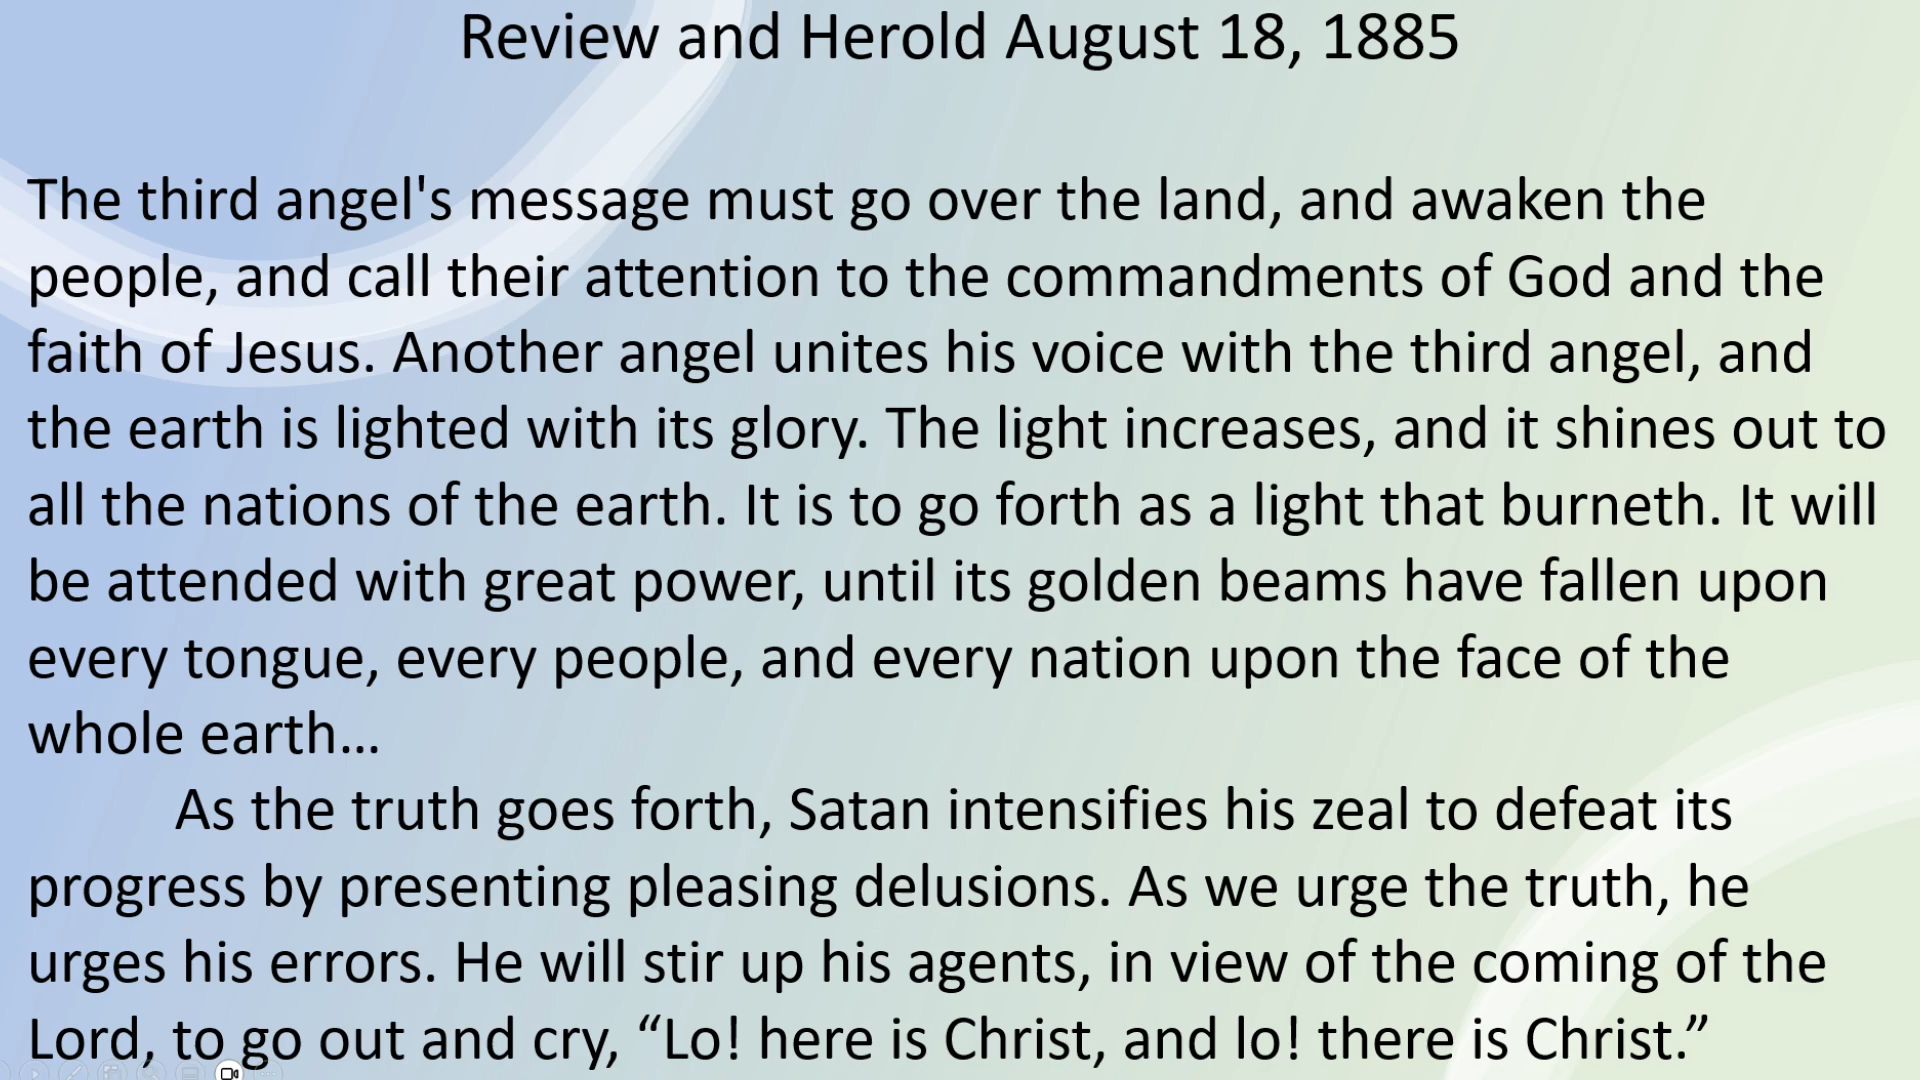 Review and Herold August 18, 1885
The third angel's message must go over the land, and awaken the
people, and call their attention to the commandments of God and the
faith of Jesus. Another angel unites his voice with the third angel, and
the earth is lighted with its glory. The light increases, and it shines out to
all the nations of the earth. It is to go forth as a light that burneth. It will
be attended with great power, until its golden beams have fallen upon
every tongue, every people, and every nation upon the face of the
whole earth…
As the truth goes forth, Satan intensifies his zeal to defeat its
progress by presenting pleasing delusions. As we urge the truth, he
urges his errors. He will stir up his agents, in view of the coming of the
Lord, to go out and cry, “Lo! here is Christ, and lo! there is Christ.”